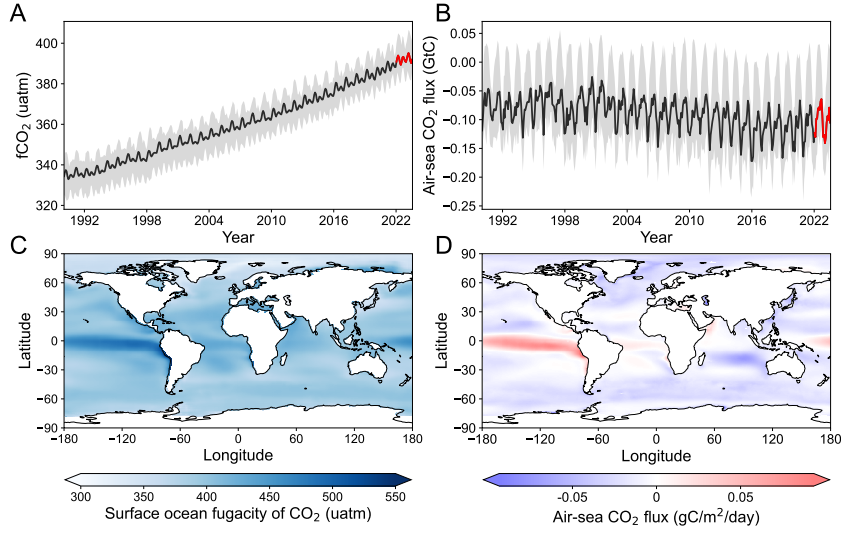 A
fCO₂ (uatm)
400
380
360
340
320
1992 1998 2004 2010 2016 2022
Year
B
Air-sea CO₂ flux (GtC)
0.05
0.00
−0.05
−0.10
−0.15
−0.20
−0.25
1992 1998 2004 2010 2016 2022
Year
C
Latitude
90
60
30
0
−30
−60
−90
−180 −120 −60 0 60 120 180
Longitude
300 350 400 450 500 550
Surface ocean fugacity of CO₂ (uatm)
D
Latitude
90
60
30
0
−30
−60
−90
−180 −120 −60 0 60 120 180
Longitude
-0.05 0 0.05
Air-sea CO₂ flux (gC/m²/day)